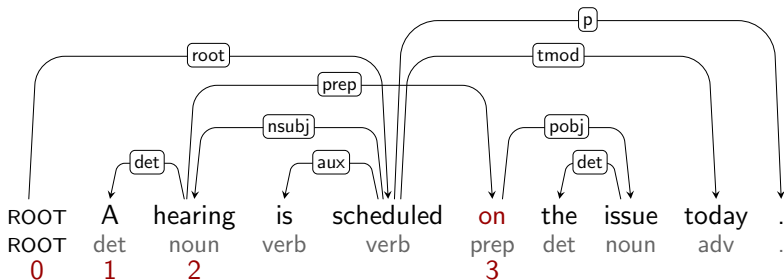 p
root tmod
prep
nsubj pobj
det aux det
ROOT A hearing is scheduled on the issue today .
ROOT det noun verb verb prep det noun adv .
0 1 2 3